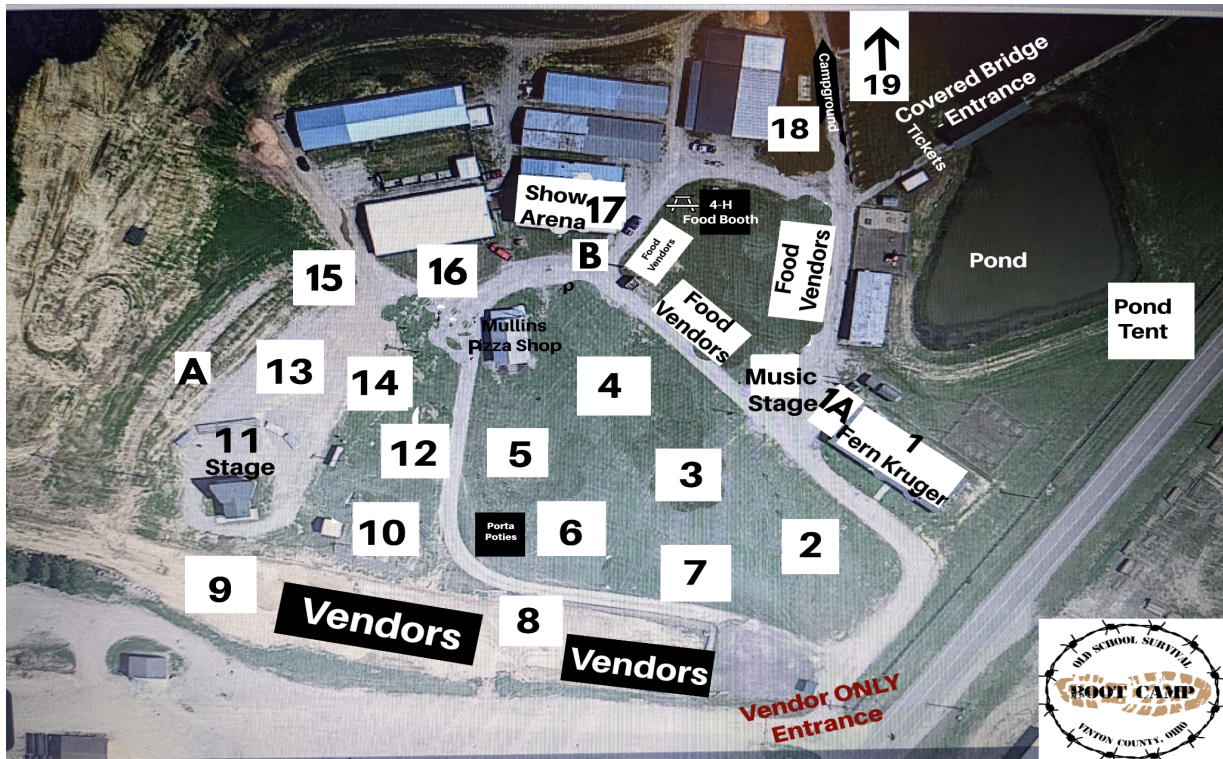 19
Covered Bridge
- Entrance
Tickets
Campground
18
4-H
Food Booth
Show
Arena
17
B
Food
Vendors
Food
Vendors
Food
Vendors
Pond
Pond
Tent
15
16
Mullins
Pizza Shop
A
13
14
4
Music
Stage
1A
1
Fern Kruger
11
Stage
12
5
3
10
Porta
Poties
6
2
9
7
8
Vendors
Vendors
Vendor ONLY
Entrance
OLD SCHOOL SURVIVAL
BOOT CAMP
VINTON COUNTY, OHIO